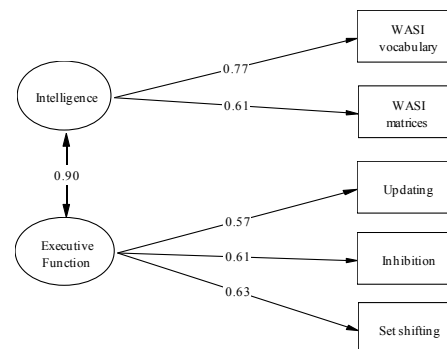 WASI
vocabulary
0.77
Intelligence
0.61
WASI
matrices
0.90
Updating
0.57
Executive
Function
0.61
Inhibition
0.63
Set shifting